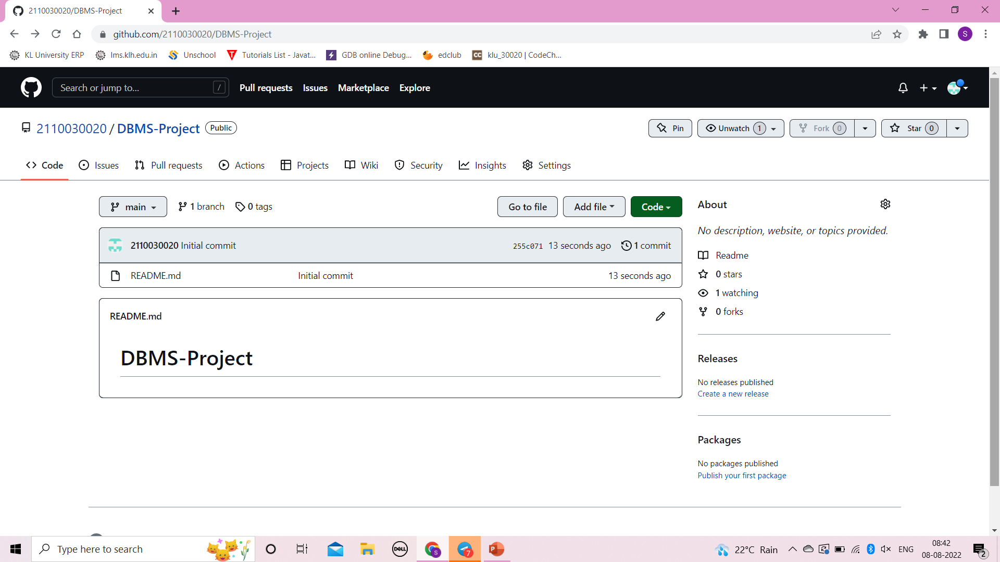 2110030020/DBMS-Project
github.com/2110030020/DBMS-Project
S
KL University ERP
lms.klh.edu.in
Unschool
Tutorials List - Javat...
GDB online Debug...
edclub
CC klu_30020 | CodeCh...
Search or jump to... /
Pull requests Issues Marketplace Explore
2110030020 / DBMS-Project Public
Pin
Unwatch 1
Fork 0
Star 0
Code Issues Pull requests Actions Projects Wiki Security Insights Settings
main 1 branch 0 tags
Go to file Add file Code
2110030020 Initial commit 255c071 13 seconds ago 1 commit
README.md Initial commit 13 seconds ago
README.md
DBMS-Project
About
No description, website, or topics provided.
Readme
0 stars
1 watching
0 forks
Releases
No releases published
Create a new release
Packages
No packages published
Publish your first package
Type here to search
DELL
S
7
P
22°C Rain
ENG
08:42
08-08-2022
2